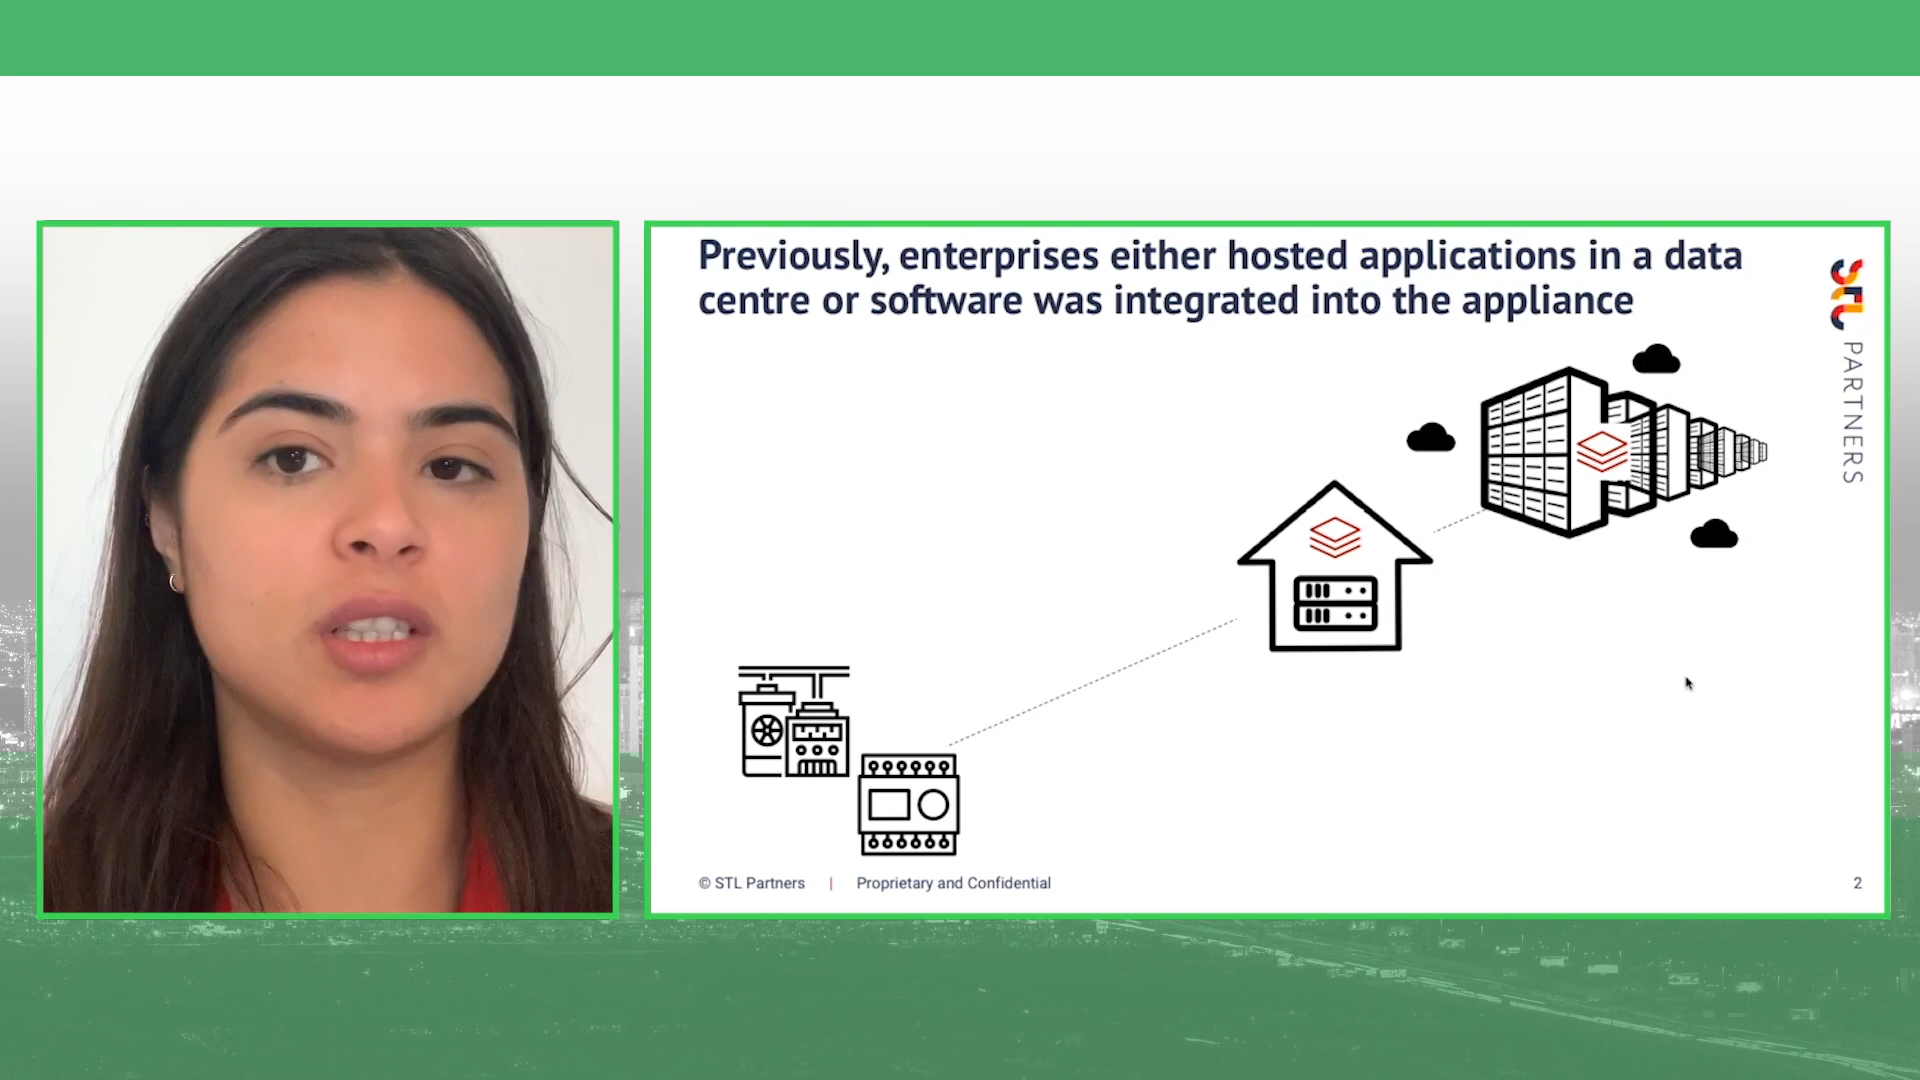 Previously, enterprises either hosted applications in a data
centre or software was integrated into the appliance
STL PARTNERS
© STL Partners | Proprietary and Confidential
2